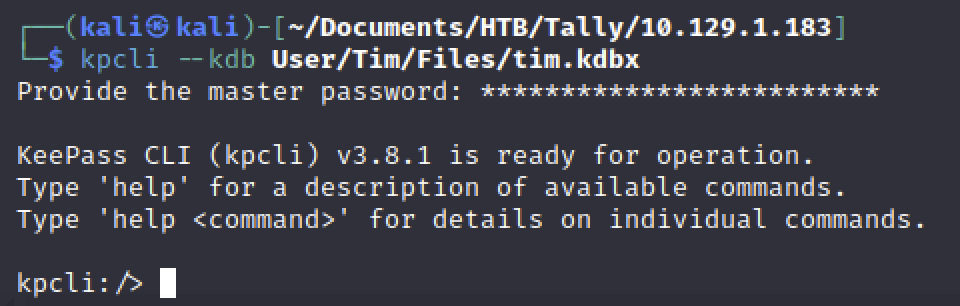 ┌──(kali㉿kali)-[~/Documents/HTB/Tally/10.129.1.183]
└─$ kpcli --kdb User/Tim/Files/tim.kdbx
Provide the master password: *************************
KeePass CLI (kpcli) v3.8.1 is ready for operation.
Type 'help' for a description of available commands.
Type 'help <command>' for details on individual commands.
kpcli:/>